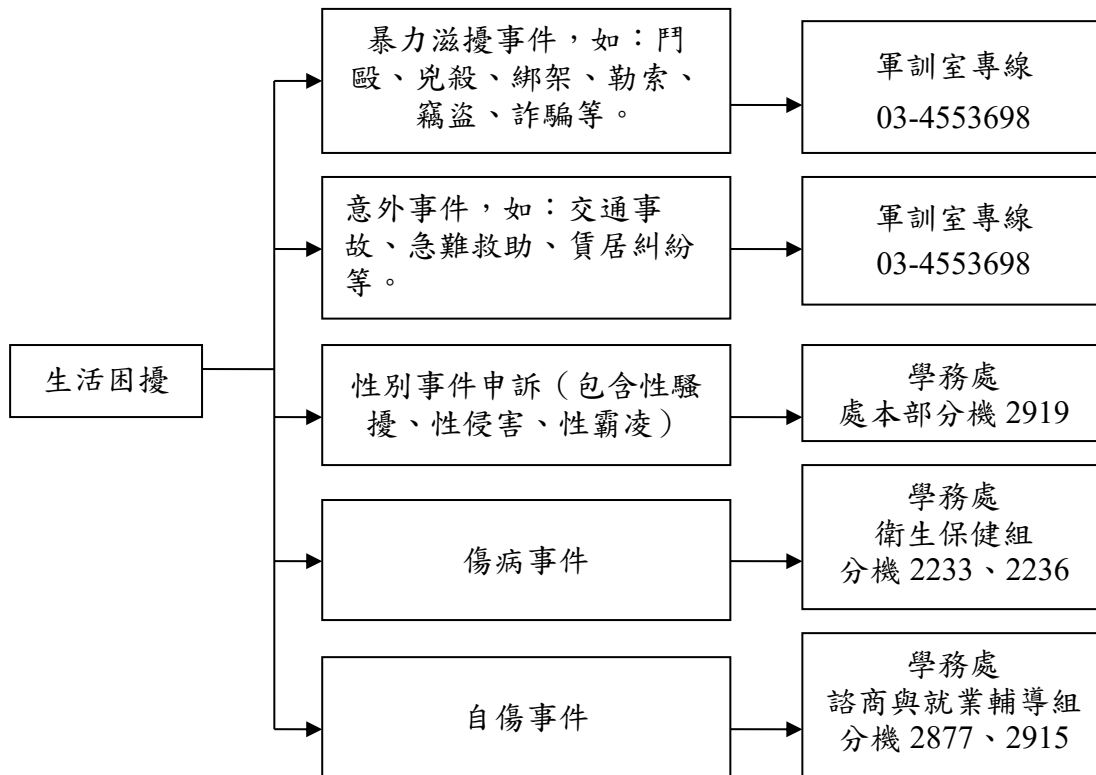 暴力滋擾事件，如：鬥
毆、兇殺、綁架、勒索、
竊盜、詐騙等。
軍訓室專線
03-4553698
意外事件，如：交通事
故、急難救助、賃居糾紛
等。
軍訓室專線
03-4553698
生活困擾
性別事件申訴（包含性騷
擾、性侵害、性霸凌）
學務處
處本部分機 2919
傷病事件
學務處
衛生保健組
分機 2233、2236
自傷事件
學務處
諮商與就業輔導組
分機 2877、2915